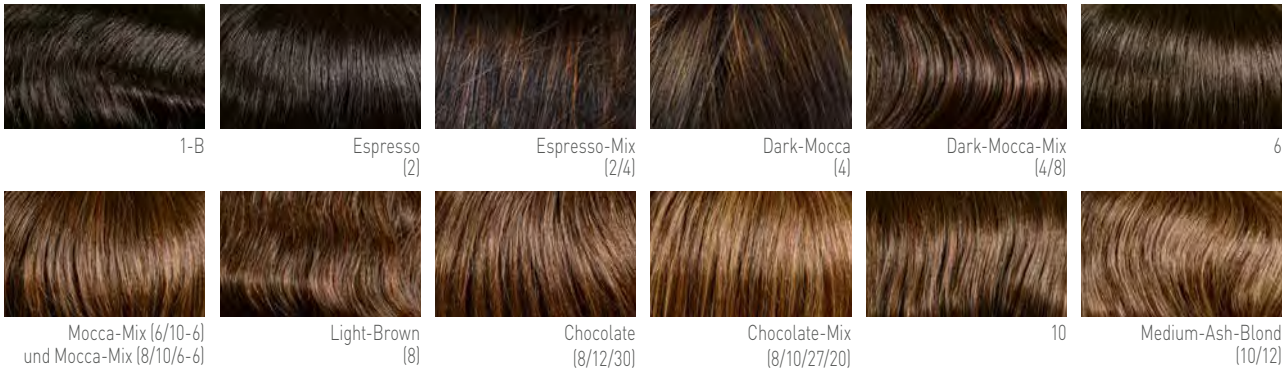 1-B
Espresso
(2)
Espresso-Mix
(2/4)
Dark-Mocca
(4)
Dark-Mocca-Mix
(4/8)
6
Mocca-Mix (6/10-6)
und Mocca-Mix (8/10/6-6)
Light-Brown
(8)
Chocolate
(8/12/30)
Chocolate-Mix
(8/10/27/20)
10
Medium-Ash-Blond
(10/12)